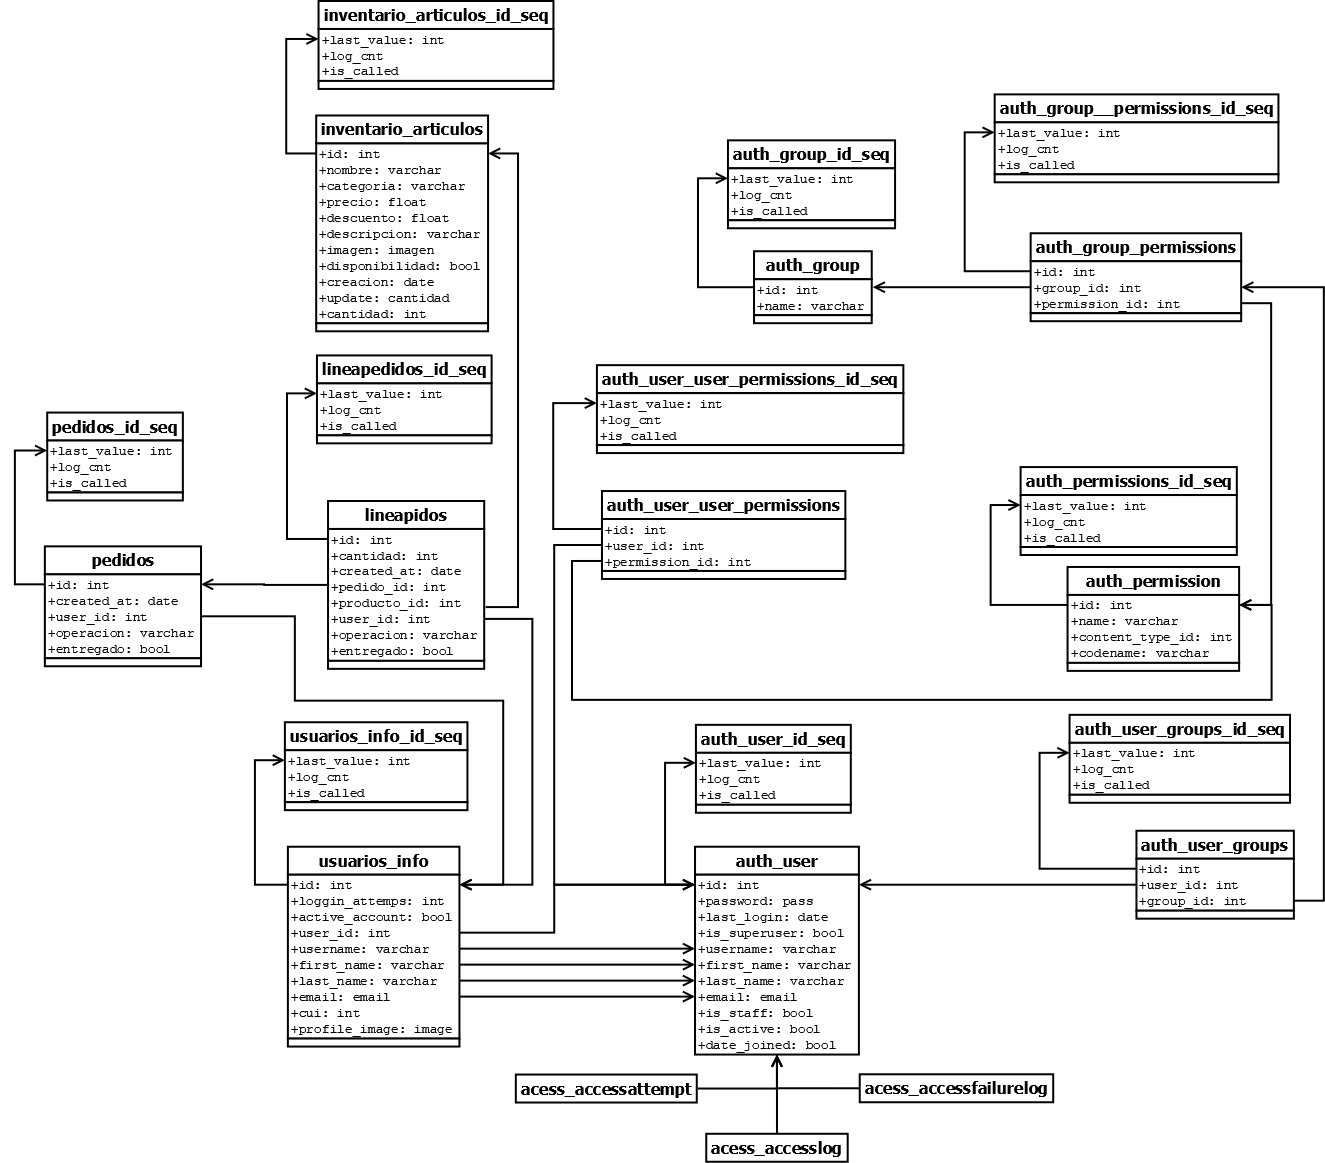 inventario_articulos_id_seq
+last_value: int
+log_cnt
+is_called
inventario_articulos
+id: int
+nombre: varchar
+categoria: varchar
+precio: float
+descuento: float
+descripcion: varchar
+imagen: imagen
+disponibilidad: bool
+creacion: date
+update: cantidad
+cantidad: int
auth_group_id_seq
+last_value: int
+log_cnt
+is_called
auth_group
+id: int
+name: varchar
auth_group__permissions_id_seq
+last_value: int
+log_cnt
+is_called
auth_group_permissions
+id: int
+group_id: int
+permission_id: int
lineapedidos_id_seq
+last_value: int
+log_cnt
+is_called
pedidos_id_seq
+last_value: int
+log_cnt
+is_called
lineapidos
+id: int
+cantidad: int
+created_at: date
+pedido_id: int
+producto_id: int
+user_id: int
+operacion: varchar
+entregado: bool
pedidos
+id: int
+created_at: date
+user_id: int
+operacion: varchar
+entregado: bool
auth_user_user_permissions_id_seq
+last_value: int
+log_cnt
+is_called
auth_user_user_permissions
+id: int
+user_id: int
+permission_id: int
auth_permissions_id_seq
+last_value: int
+log_cnt
+is_called
auth_permission
+id: int
+name: varchar
+content_type_id: int
+codename: varchar
usuarios_info_id_seq
+last_value: int
+log_cnt
+is_called
usuarios_info
+id: int
+loggin_attemps: int
+active_account: bool
+user_id: int
+username: varchar
+first_name: varchar
+last_name: varchar
+email: email
+cui: int
+profile_image: image
auth_user_id_seq
+last_value: int
+log_cnt
+is_called
auth_user
+id: int
+password: pass
+last_login: date
+is_superuser: bool
+username: varchar
+first_name: varchar
+last_name: varchar
+email: email
+is_staff: bool
+is_active: bool
+date_joined: bool
auth_user_groups_id_seq
+last_value: int
+log_cnt
+is_called
auth_user_groups
+id: int
+user_id: int
+group_id: int
acess_accessattempt
acess_accessfailurelog
acess_accesslog